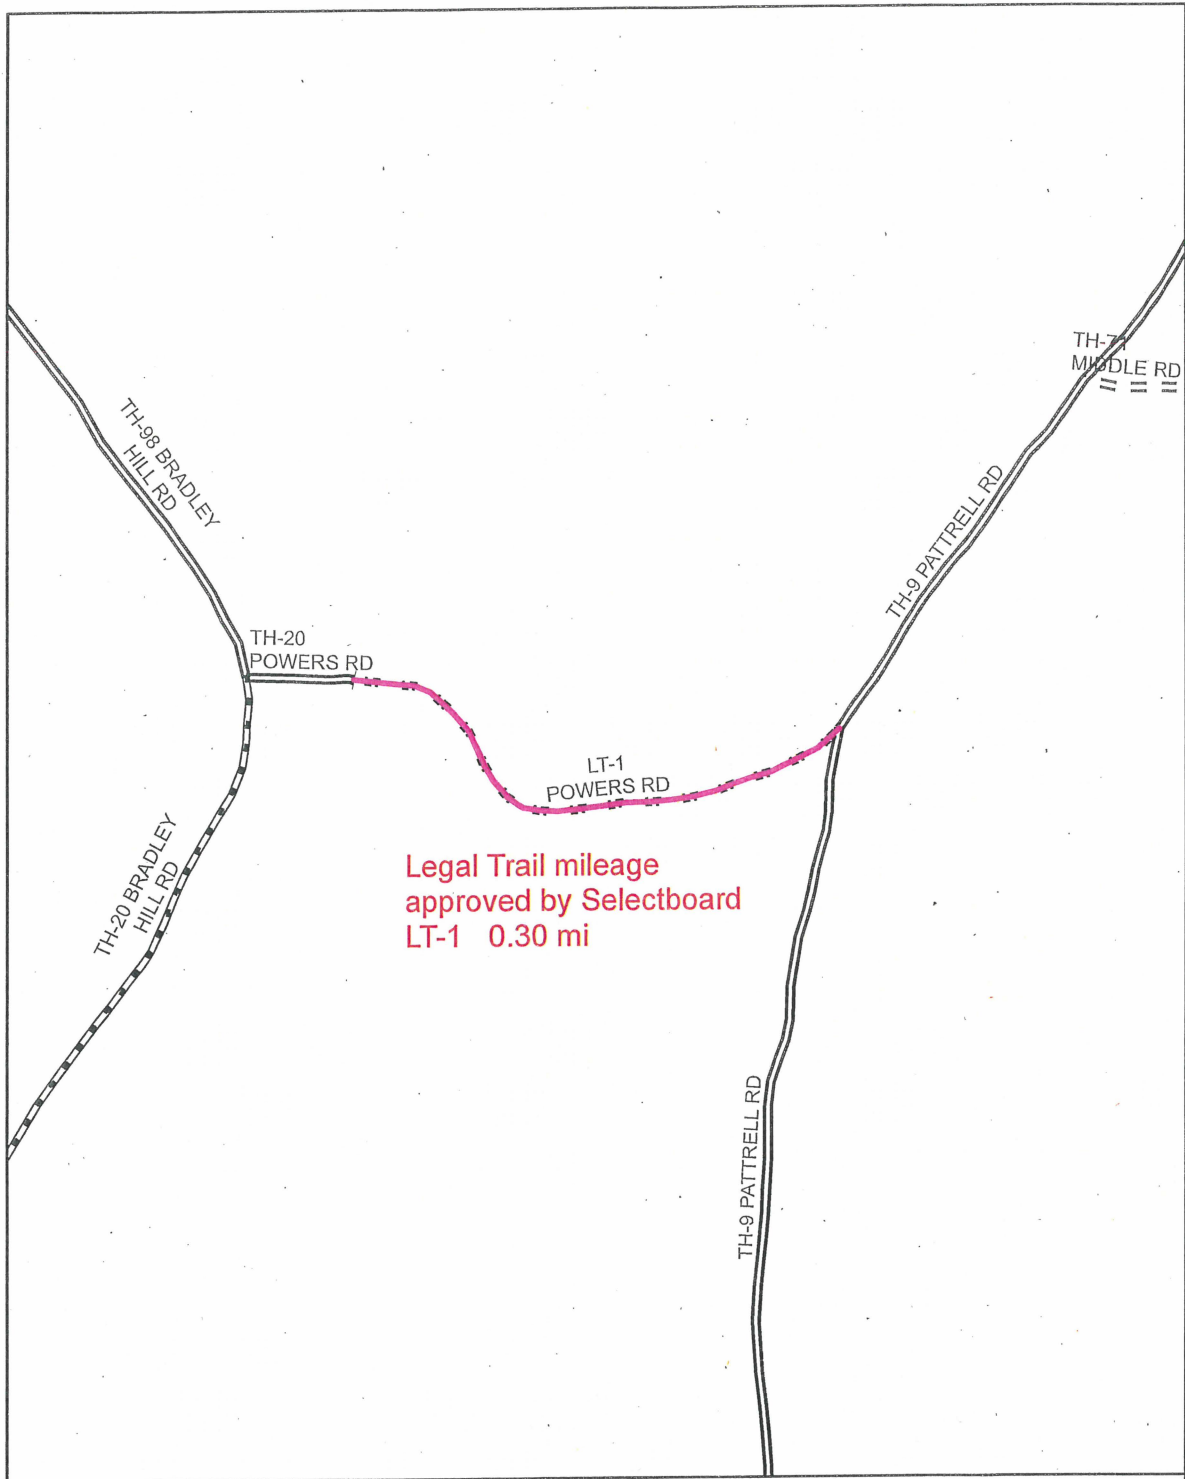 TH-71
MIDDLE RD
TH-98 BRADLEY
HILL RD
TH-9 PATTRELL RD
TH-20
POWERS RD
LT-1
POWERS RD
TH-20 BRADLEY
HILL RD
Legal Trail mileage
approved by Selectboard
LT-1 0.30 mi
TH-9 PATTRELL RD